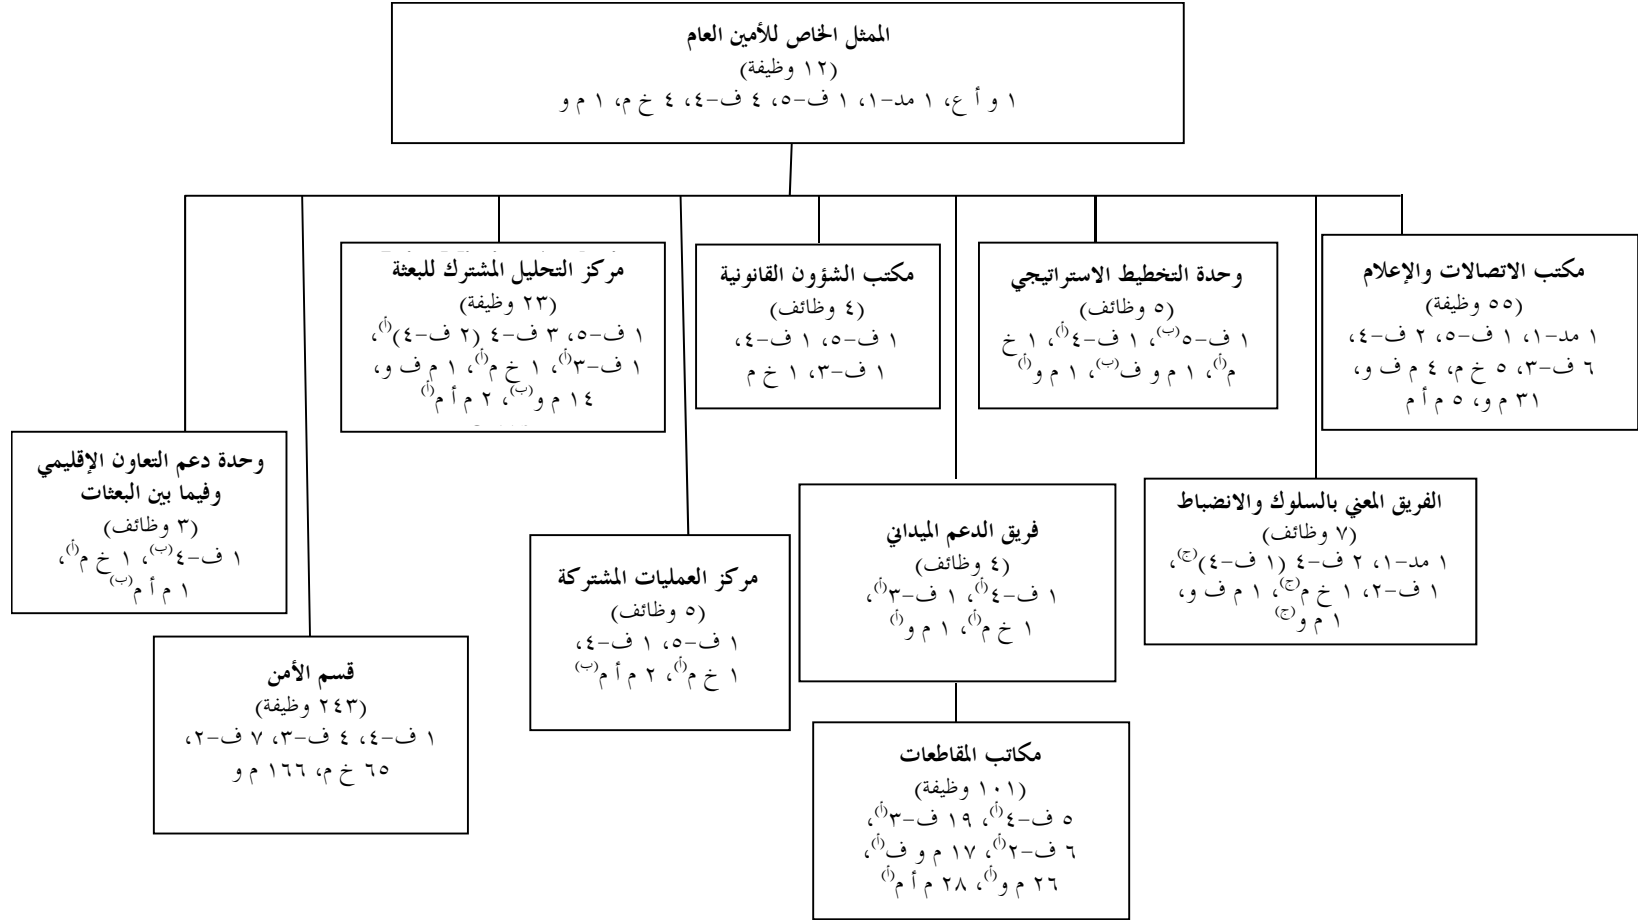 الممثل الخاص للأمين العام
(١٢ وظيفة)
١ و أ ع، ١ مد-١، ١ ف-٥، ٤ ف-٤، ٤ خ م، ١ م و
مكتب الاتصالات والإعلام
(٥٥ وظيفة)
١ مد-١، ١ ف-٥، ٢ ف-٤،
٦ ف-٣، ٥ خ م، ٤ م ف و،
٣١ م و، ٥ م أ م
وحدة التخطيط الاستراتيجي
(٥ وظائف)
١ ف-٥(ب)، ١ ف-٤(أ)، ١ خ
م(أ)، ١ م و ف(ب)، ١ م و(أ)
مكتب الشؤون القانونية
(٤ وظائف)
١ ف-٥، ١ ف-٤،
١ ف-٣، ١ خ م
مركز التحليل المشترك للبعثة
(٢٣ وظيفة)
١ ف-٥، ٣ ف-٤ (٢ ف-٤)(أ)،
١ ف-٣(أ)، ١ خ م(أ)، ١ م ف و،
١٤ م و(ب)، ٢ م أ م(أ)
وحدة دعم التعاون الإقليمي
وفيما بين البعثات
(٣ وظائف)
١ ف-٤(ب)، ١ خ م(أ)،
١ م أ م(ب)
الفريق المعني بالسلوك والانضباط
(٧ وظائف)
١ مد-١، ٢ ف-٤ (١ ف-٤)(ج)،
١ ف-٢، ١ خ م(ج)، ١ م ف و،
١ م و(ج)
فريق الدعم الميداني
(٤ وظائف)
١ ف-٤(أ)، ١ ف-٣(أ)،
١ خ م(أ)، ١ م و(أ)
مركز العمليات المشتركة
(٥ وظائف)
١ ف-٥، ١ ف-٤،
١ خ م(أ)، ٢ م أ م(ب)
قسم الأمن
(٢٤٣ وظيفة)
١ ف-٤، ٤ ف-٣، ٧ ف-٢،
٦٥ خ م، ١٦٦ م و
مكاتب المقاطعات
(١٠١ وظيفة)
٥ ف-٤(أ)، ١٩ ف-٣(أ)،
٦ ف-٢(أ)، ١٧ م و ف(أ)،
٢٦ م و(أ)، ٢٨ م أ م(أ)